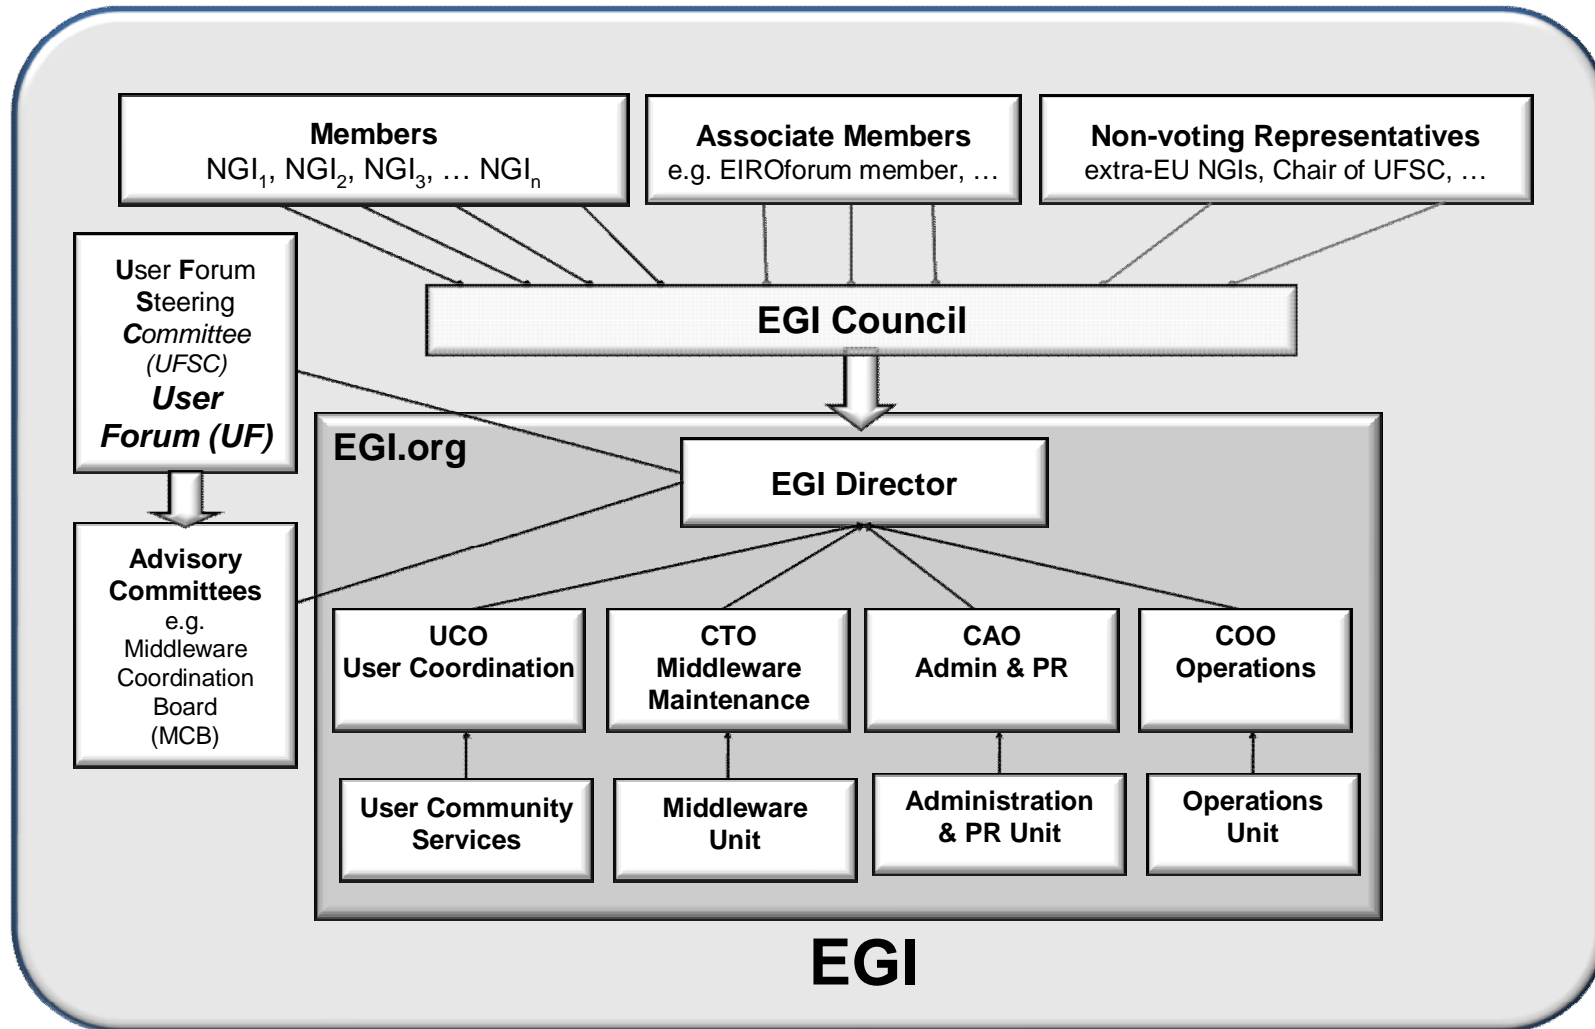 Members
NGI1, NGI2, NGI3, … NGIn
Associate Members
e.g. EIROforum member, …
Non-voting Representatives
extra-EU NGIs, Chair of UFSC, …
User Forum
Steering
Committee
(UFSC)
User
Forum (UF)
EGI Council
EGI.org
EGI Director
Advisory
Committees
e.g.
Middleware
Coordination
Board
(MCB)
UCO
User Coordination
CTO
Middleware
Maintenance
CAO
Admin & PR
COO
Operations
User Community
Services
Middleware
Unit
Administration
& PR Unit
Operations
Unit
EGI